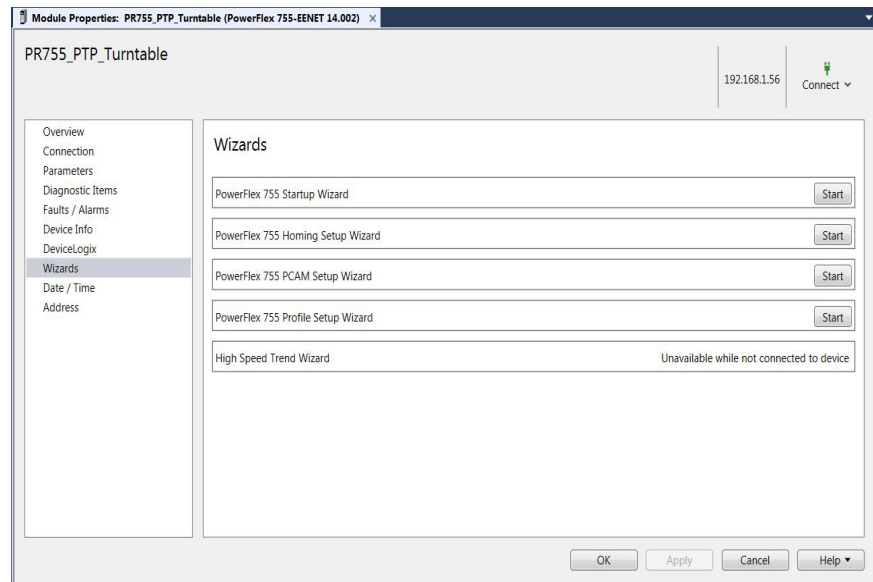 Module Properties: PR755_PTP_Turntable (PowerFlex 755-EENET 14.002) ×
PR755_PTP_Turntable
192.168.1.56
Connect
Overview
Connection
Parameters
Diagnostic Items
Faults / Alarms
Device Info
DeviceLogix
Wizards
Date / Time
Address
Wizards
PowerFlex 755 Startup Wizard Start
PowerFlex 755 Homing Setup Wizard Start
PowerFlex 755 PCAM Setup Wizard Start
PowerFlex 755 Profile Setup Wizard Start
High Speed Trend Wizard Unavailable while not connected to device
OK Apply Cancel Help